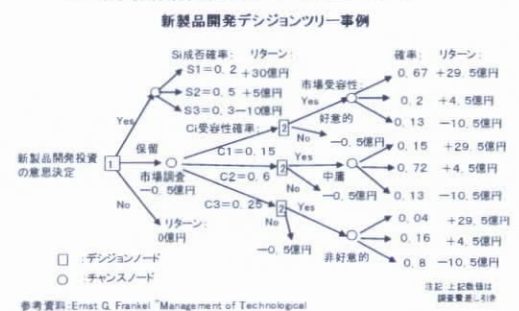 新製品開発デシジョンツリー事例
Si成否確率: リターン:
S1=0.2 +30億円
S2=0.5 +5億円
S3=0.3 -10億円
Yes
新製品開発投資
の意思決定
1
保留
市場調査
-0.5億円
No
リターン:
0億円
Ci受容性確率:
C1=0.15
C2=0.6
C3=0.25
2
Yes
No
-0.5億円
2
Yes
No
-0.5億円
2
Yes
No
-0.5億円
市場受容性:
好意的
中庸
非好意的
確率: リターン:
0.67 +29.5億円
0.2 +4.5億円
0.13 -10.5億円
0.15 +29.5億円
0.72 +4.5億円
0.13 -10.5億円
0.04 +29.5億円
0.16 +4.5億円
0.8 -10.5億円
:デシジョンノード
:チャンスノード
注記 上記数値は
調査費差し引き
参考資料:Ernst G. Frankel "Management of Technological